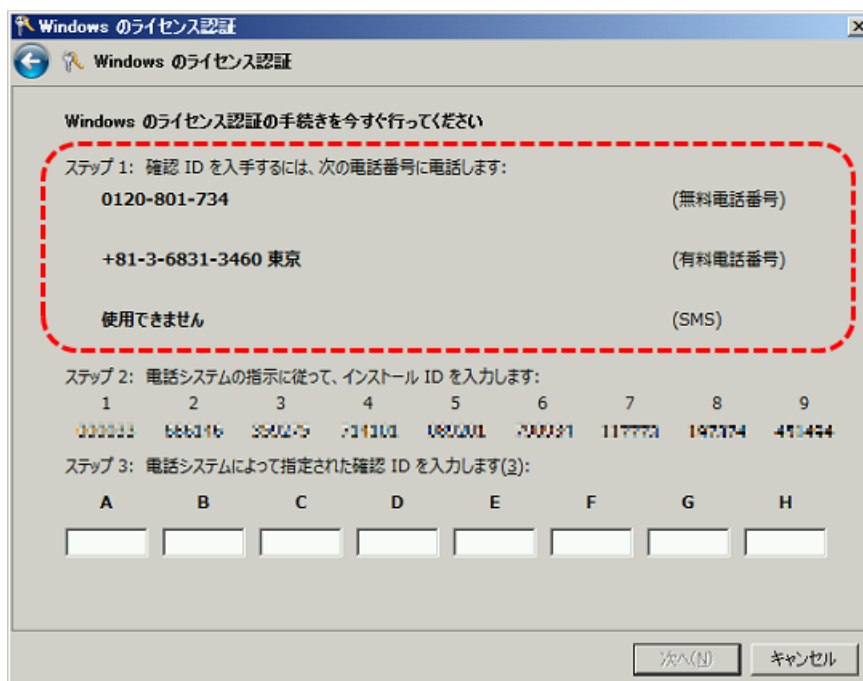 Windows のライセンス認証
Windows のライセンス認証
Windows のライセンス認証の手続きを今すぐ行ってください
ステップ 1: 確認 ID を入手するには、次の電話番号に電話します:
0120-801-734 (無料電話番号)
+81-3-6831-3460 東京 (有料電話番号)
使用できません (SMS)
ステップ 2: 電話システムの指示に従って、インストール ID を入力します:
1 2 3 4 5 6 7 8 9
ステップ 3: 電話システムによって指定された確認 ID を入力します(3):
A B C D E F G H
次へ(N) キャンセル